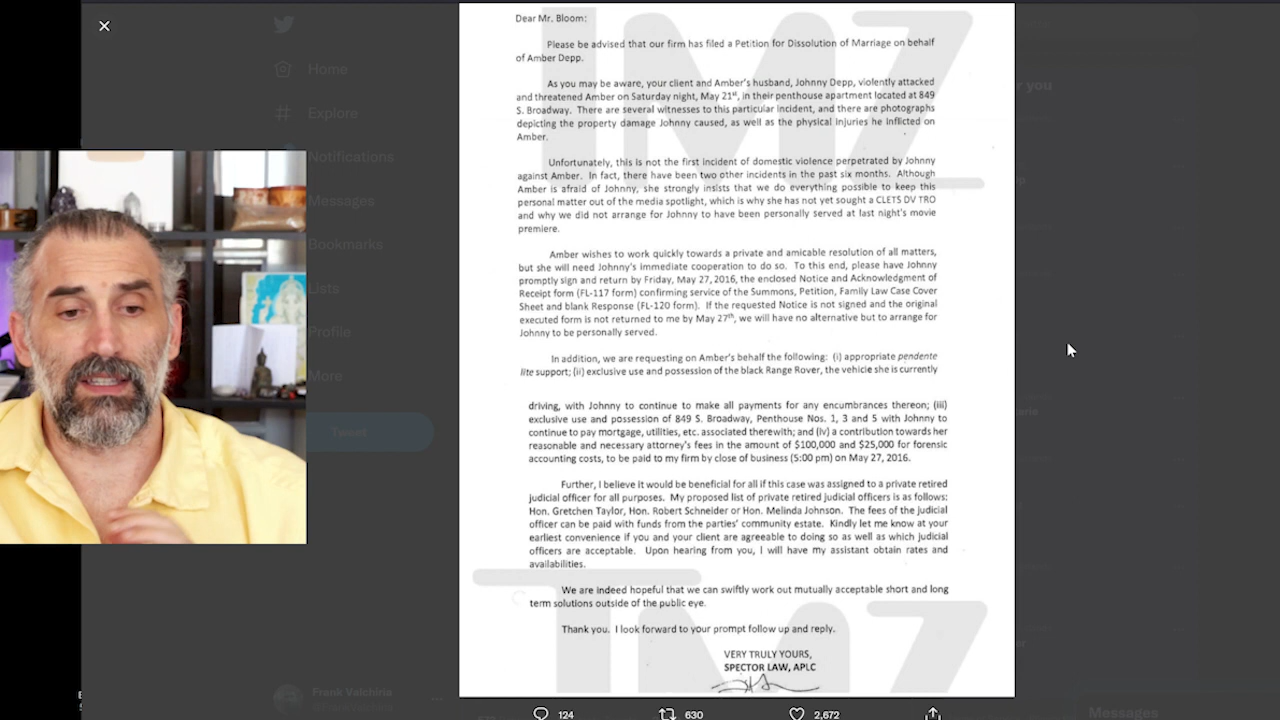 Dear Mr. Bloom:
Please be advised that our firm has filed a Petition for Dissolution of Marriage on behalf
of Amber Depp.
As you may be aware, your client and Amber's husband, Johnny Depp, violently attacked
and threatened Amber on Saturday night, May 21st, in their penthouse apartment located at 849
S. Broadway. There are several witnesses to this particular incident, and there are photographs
depicting the property damage Johnny caused, as well as the physical injuries he inflicted on
Amber.
Unfortunately, this is not the first incident of domestic violence perpetrated by Johnny
against Amber. In fact, there have been two other incidents in the past six months. Although
Amber is afraid of Johnny, she strongly insists that we do everything possible to keep this
personal matter out of the media spotlight, which is why she has not yet sought a CLETS DV TRO
and why we did not arrange for Johnny to have been personally served at last night's movie
premiere.
Amber wishes to work quickly towards a private and amicable resolution of all matters,
but she will need Johnny's immediate cooperation to do so. To this end, please have Johnny
promptly sign and return by Friday, May 27, 2016, the enclosed Notice and Acknowledgment of
Receipt form (FL-117 form) confirming service of the Summons, Petition, Family Law Case Cover
Sheet and blank Response (FL-120 form). If the requested Notice is not signed and the original
executed form is not returned to me by May 27th, we will have no alternative but to arrange for
Johnny to be personally served.
In addition, we are requesting on Amber's behalf the following: (i) appropriate pendente
lite support; (ii) exclusive use and possession of the black Range Rover, the vehicle she is currently
driving, with Johnny to continue to make all payments for any encumbrances thereon; (iii)
exclusive use and possession of 849 S. Broadway, Penthouse Nos. 1, 3 and 5 with Johnny to
continue to pay mortgage, utilities, etc. associated therewith; and (iv) a contribution towards her
reasonable and necessary attorney's fees in the amount of $100,000 and $25,000 for forensic
accounting costs, to be paid to my firm by close of business (5:00 pm) on May 27, 2016.
Further, I believe it would be beneficial for all if this case was assigned to a private retired
judicial officer for all purposes. My proposed list of private retired judicial officers is as follows:
Hon. Gretchen Taylor, Hon. Robert Schneider or Hon. Melinda Johnson. The fees of the judicial
officer can be paid with funds from the parties' community estate. Kindly let me know at your
earliest convenience if you and your client are agreeable to doing so as well as which judicial
officers are acceptable. Upon hearing from you, I will have my assistant obtain rates and
availabilities.
We are indeed hopeful that we can swiftly work out mutually acceptable short and long
term solutions outside of the public eye.
Thank you. I look forward to your prompt follow up and reply.
VERY TRULY YOURS,
SPECTOR LAW, APLC
124 630 2,672
Home
Explore
Notifications
Messages
Bookmarks
Lists
Profile
More
Tweet
Frank Valchiria
Messages